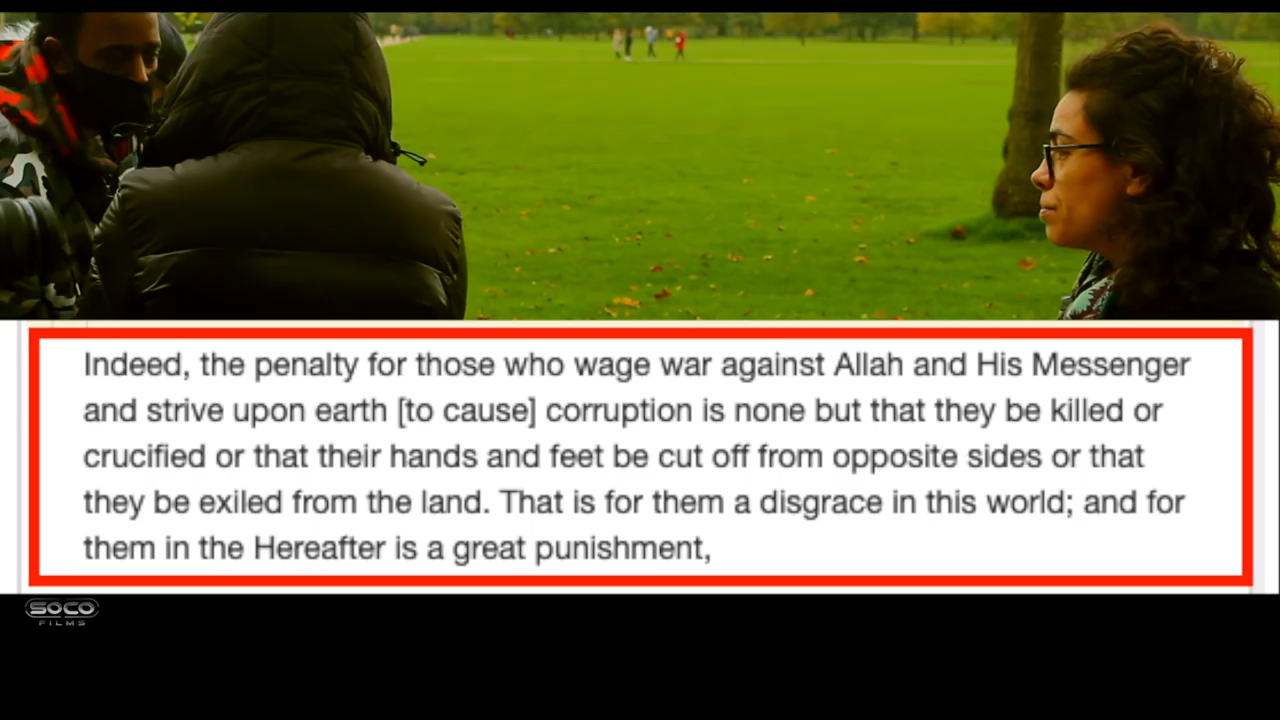 Indeed, the penalty for those who wage war against Allah and His Messenger
and strive upon earth [to cause] corruption is none but that they be killed or
crucified or that their hands and feet be cut off from opposite sides or that
they be exiled from the land. That is for them a disgrace in this world; and for
them in the Hereafter is a great punishment,
SOCO
FILMS